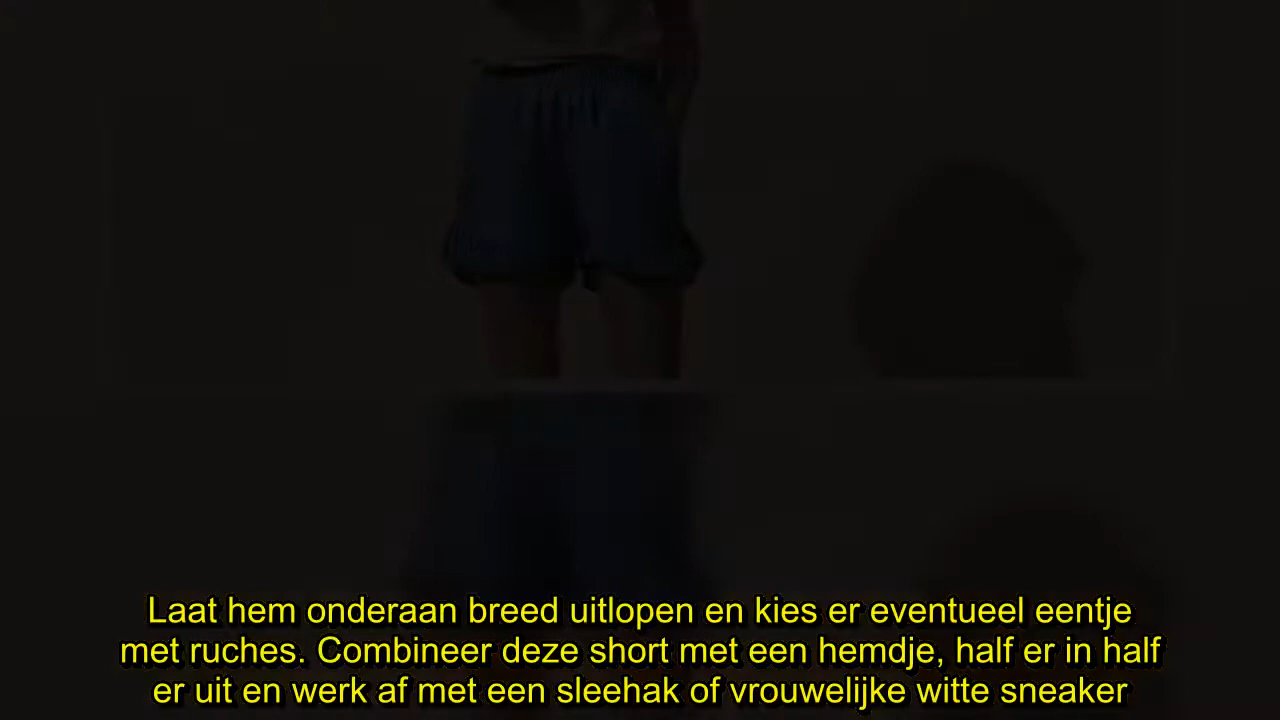 Laat hem onderaan breed uitlopen en kies er eventueel eentje
met ruches. Combineer deze short met een hemdje, half er in half
er uit en werk af met een sleehak of vrouwelijke witte sneaker